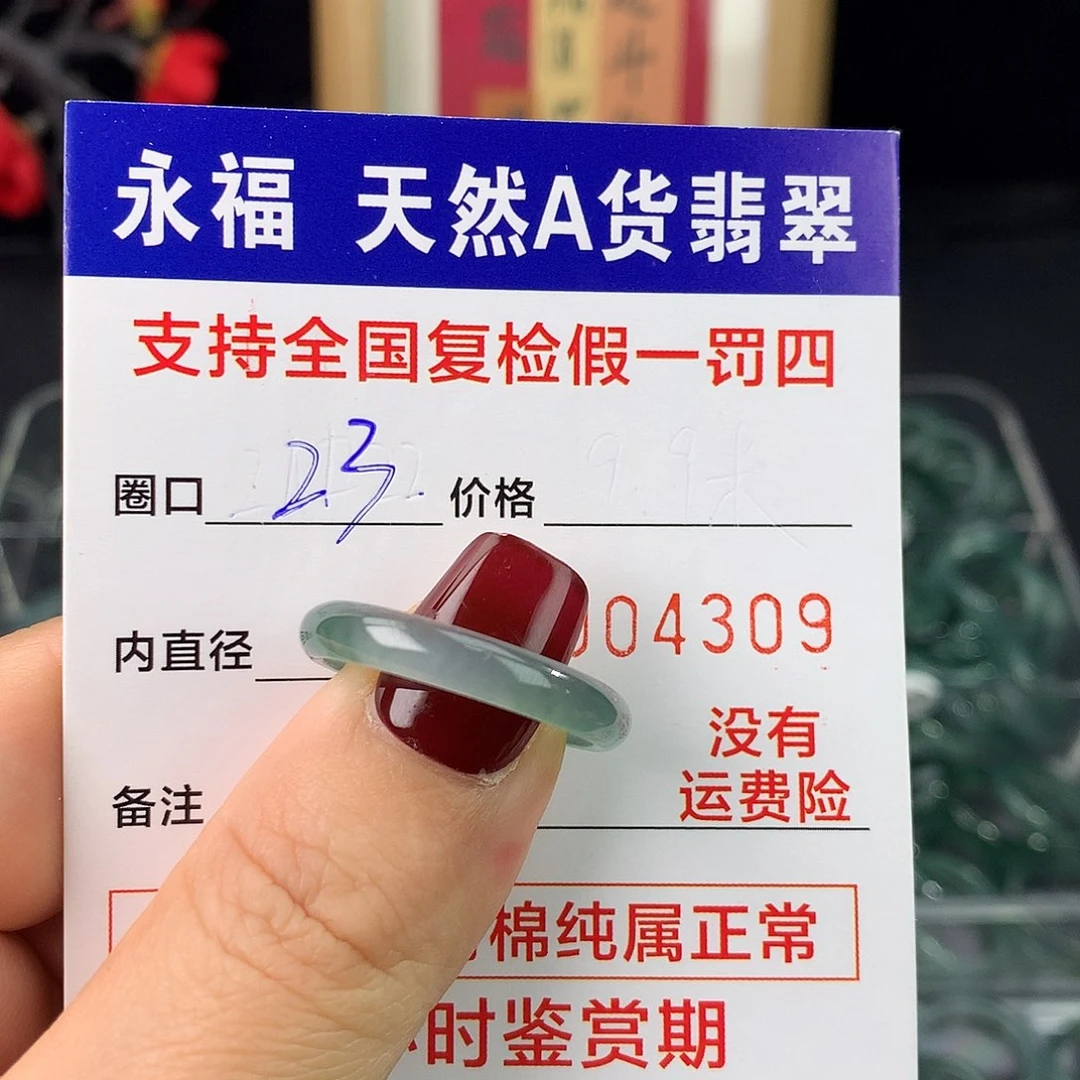 永福 天然A货翡翠
支持全国复检假一罚四
圈口 23 价格
内直径 04309
没有
备注 运费险
棉纯属正常
时鉴赏期